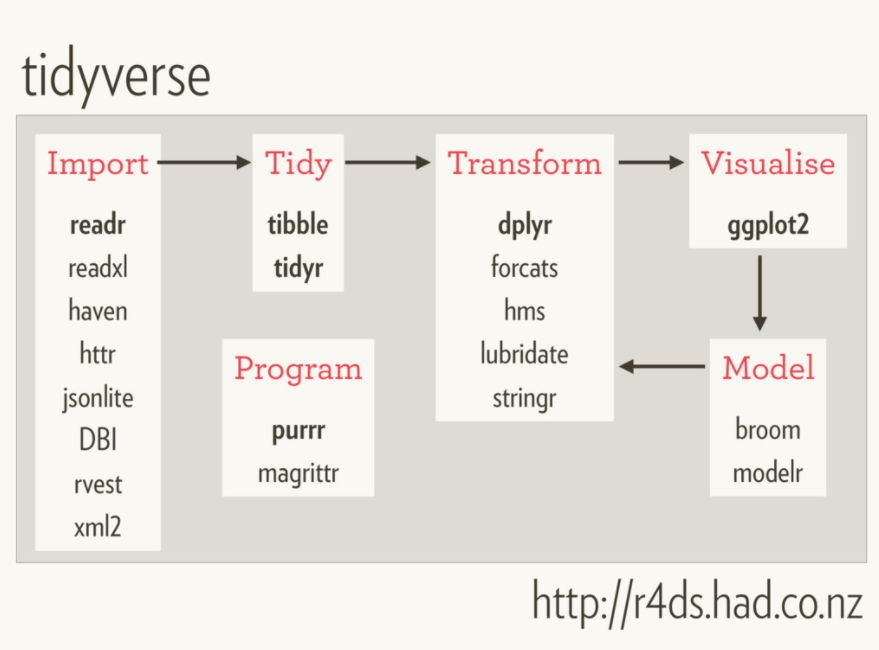 tidyverse
Import
readr
readxl
haven
httr
jsonlite
DBI
rvest
xml2
Tidy
tibble
tidyr
Program
purrr
magrittr
Transform
dplyr
forcats
hms
lubridate
stringr
Visualise
ggplot2
Model
broom
modelr
http://r4ds.had.co.nz